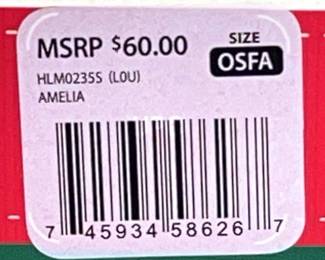 MSRP $60.00
SIZE
OSFA
HLM0235S (L0U)
AMELIA
7 45934 58626 7